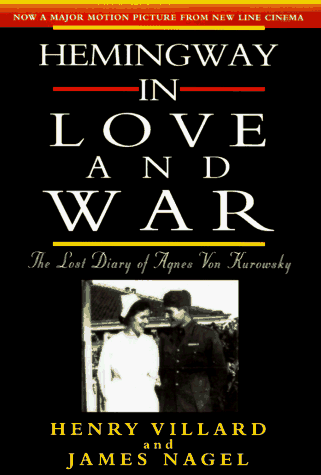 NOW A MAJOR MOTION PICTURE FROM NEW LINE CINEMA
HEMINGWAY
IN
LOVE
AND
WAR
The Lost Diary of Agnes Von Kurowsky
HENRY VILLARD
and
JAMES NAGEL